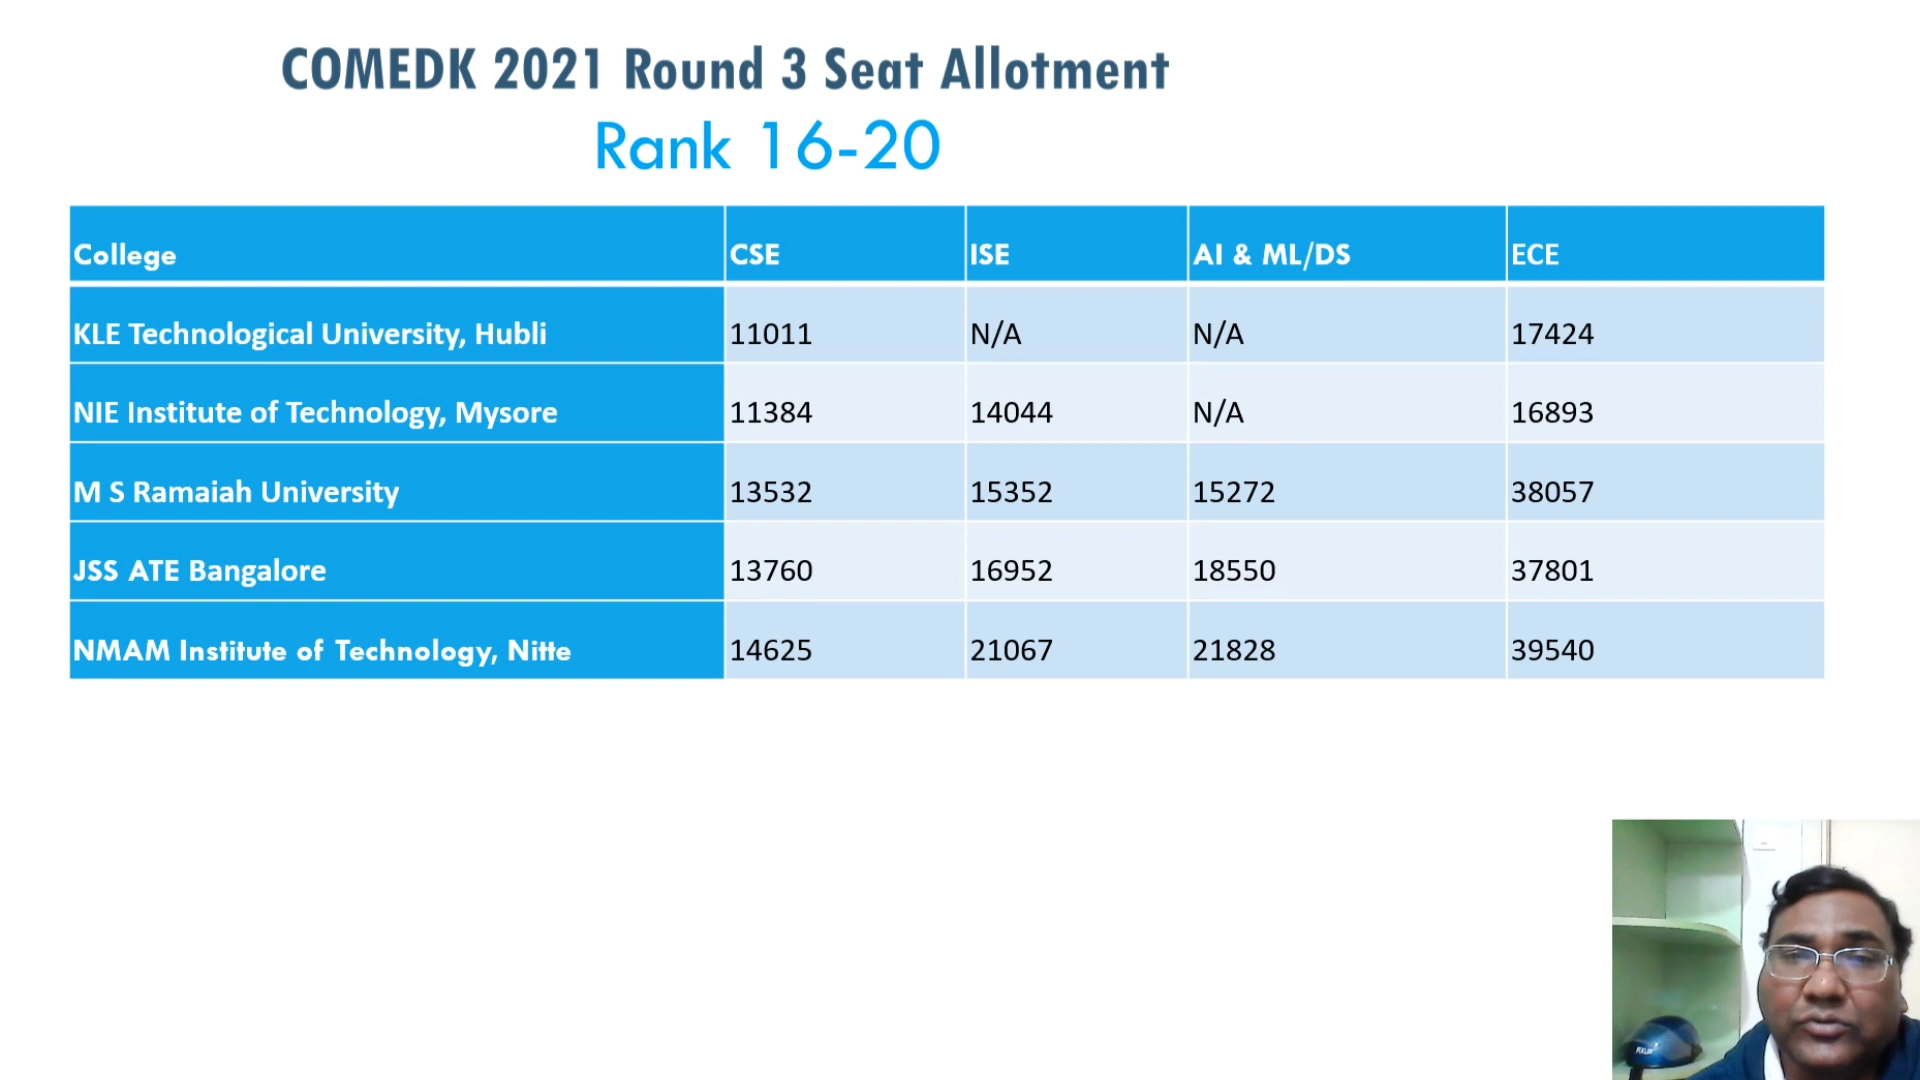 COMEDK 2021 Round 3 Seat Allotment
Rank 16-20
College CSE ISE AI & ML/DS ECE
KLE Technological University, Hubli 11011 N/A N/A 17424
NIE Institute of Technology, Mysore 11384 14044 N/A 16893
M S Ramaiah University 13532 15352 15272 38057
JSS ATE Bangalore 13760 16952 18550 37801
NMAM Institute of Technology, Nitte 14625 21067 21828 39540